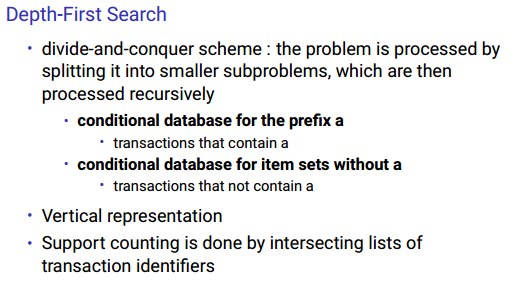 Depth-First Search
• divide-and-conquer scheme : the problem is processed by
splitting it into smaller subproblems, which are then
processed recursively
• conditional database for the prefix a
• transactions that contain a
• conditional database for item sets without a
• transactions that not contain a
• Vertical representation
• Support counting is done by intersecting lists of
transaction identifiers